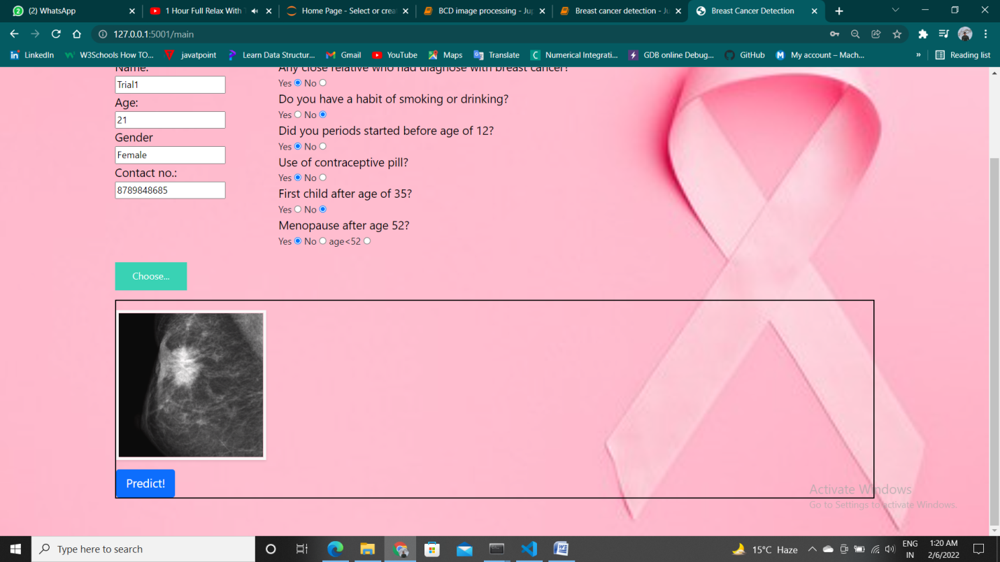 (2) WhatsApp
1 Hour Full Relax With
Home Page - Select or crea
BCD image processing - Jup
Breast cancer detection - Ju
Breast Cancer Detection
127.0.0.1:5001/main
LinkedIn
W3Schools How TO...
javatpoint
Learn Data Structur...
Gmail
YouTube
Maps
Translate
Numerical Integrati...
GDB online Debug...
GitHub
My account – Mach...
»
Reading list
Name:
Trial1
Age:
21
Gender
Female
Contact no.:
8789848685
Any close relative who had diagnose with breast cancer?
Yes No
Do you have a habit of smoking or drinking?
Yes No
Did you periods started before age of 12?
Yes No
Use of contraceptive pill?
Yes No
First child after age of 35?
Yes No
Menopause after age 52?
Yes No age<52
Choose...
Predict!
Activate Windows
Go to Settings to activate Windows.
Type here to search
15°C Haze
ENG
IN
1:20 AM
2/6/2022